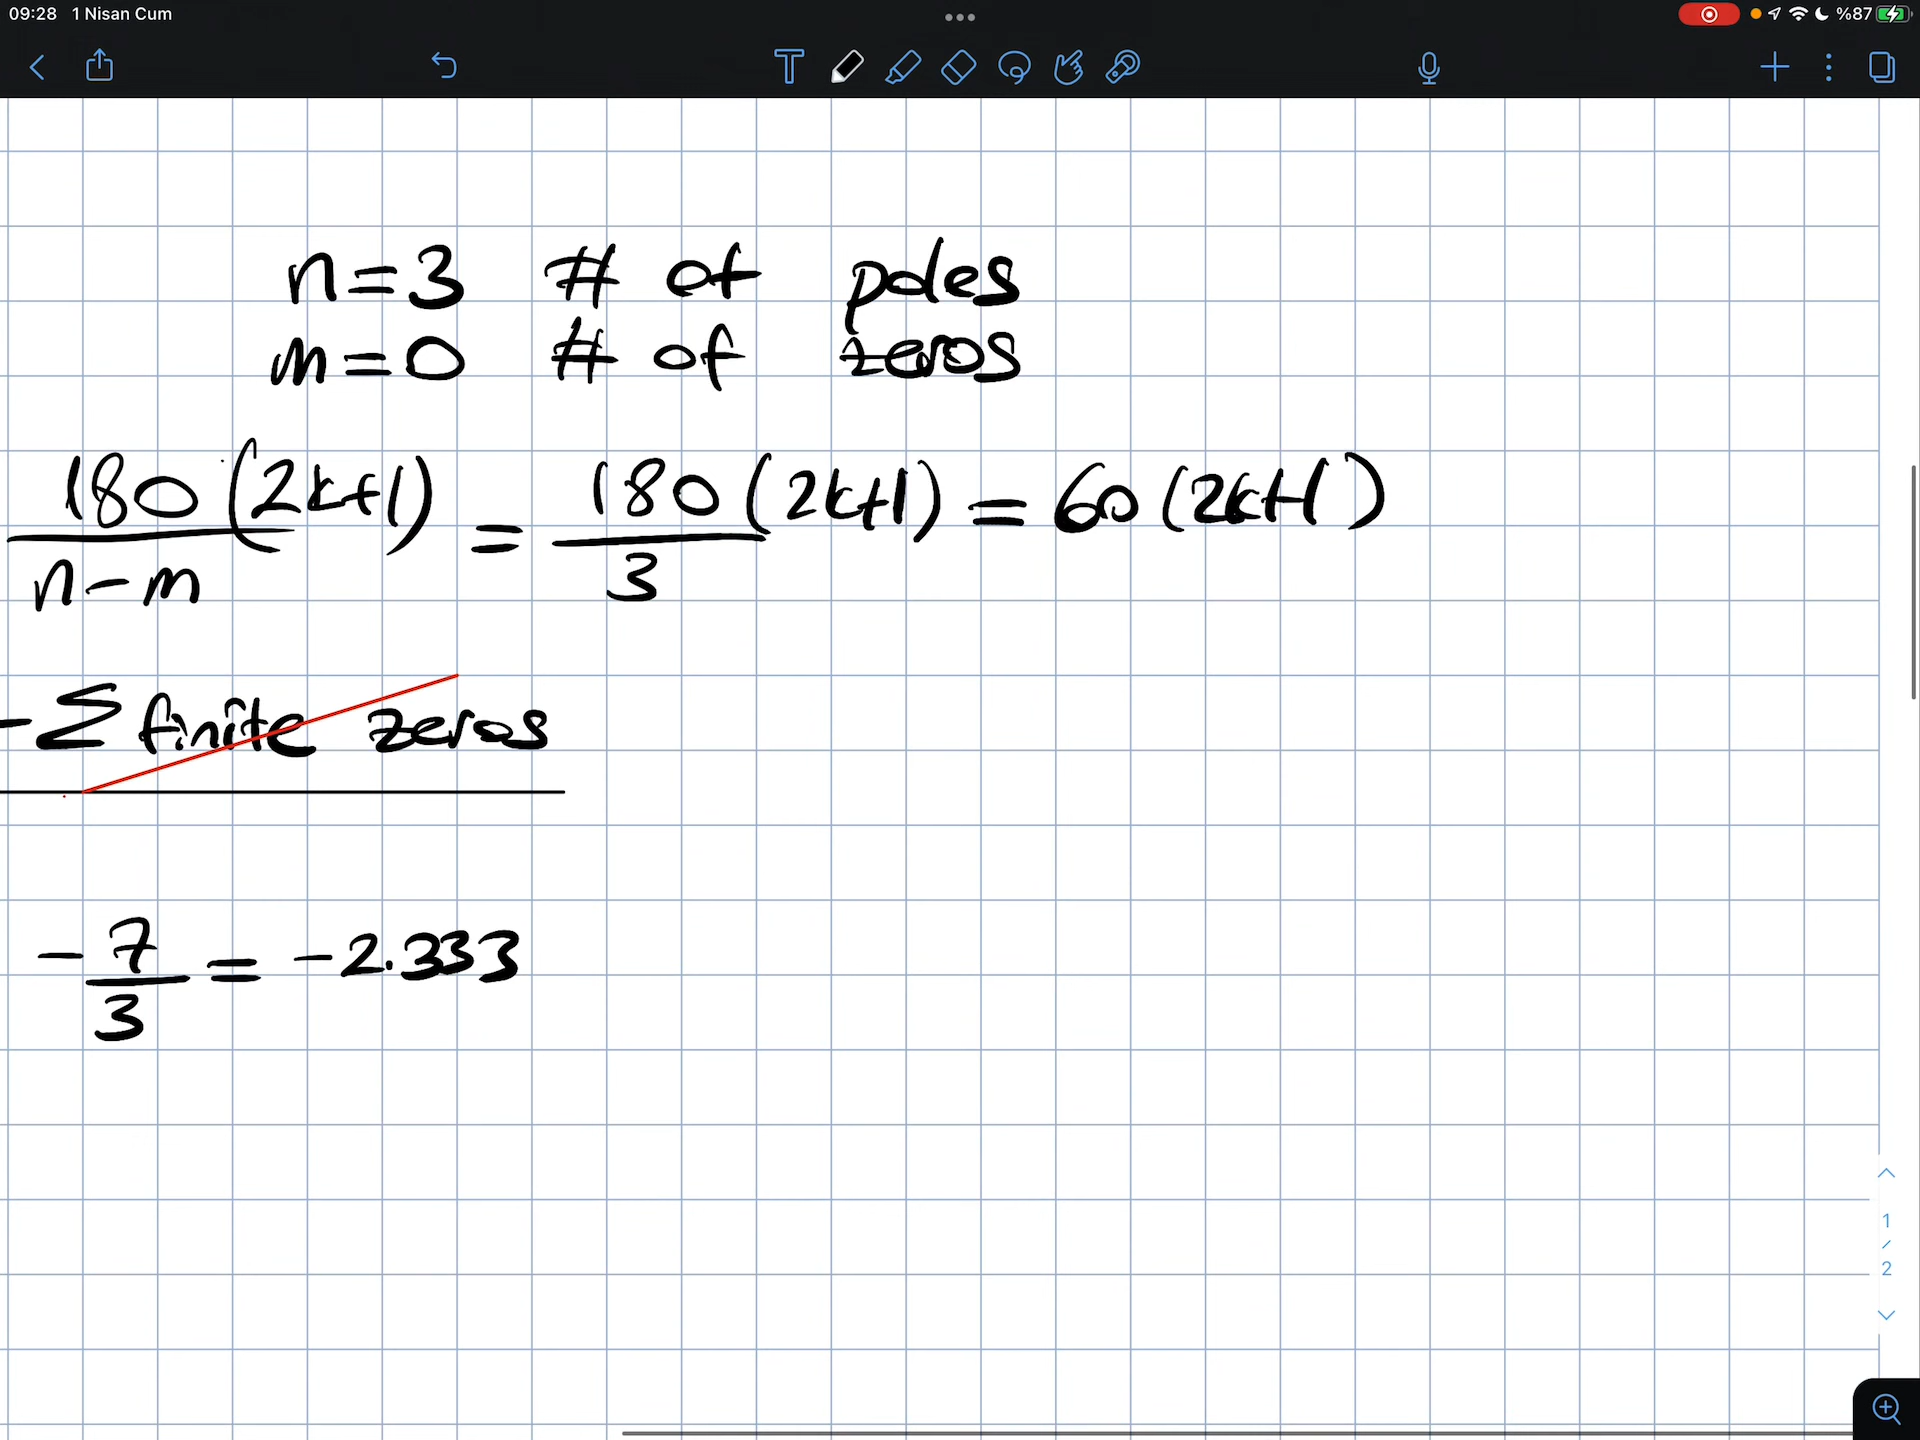 09:28 1 Nisan Cum %87
n=3 # of poles
m=0 # of zeros
180 (2k+1) = 180 (2k+1) = 60 (2k+1)
n-m 3
- Σ finite zeros
- 7 = -2.333
3
1
/
2